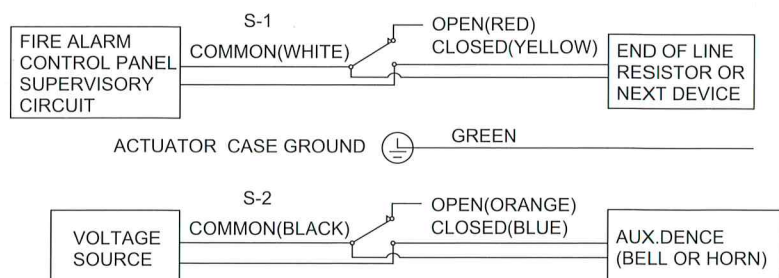 S-1
FIRE ALARM
CONTROL PANEL
SUPERVISORY
CIRCUIT
COMMON(WHITE)
OPEN(RED)
CLOSED(YELLOW)
END OF LINE
RESISTOR OR
NEXT DEVICE
ACTUATOR CASE GROUND
GREEN
S-2
VOLTAGE
SOURCE
COMMON(BLACK)
OPEN(ORANGE)
CLOSED(BLUE)
AUX.DENCE
(BELL OR HORN)